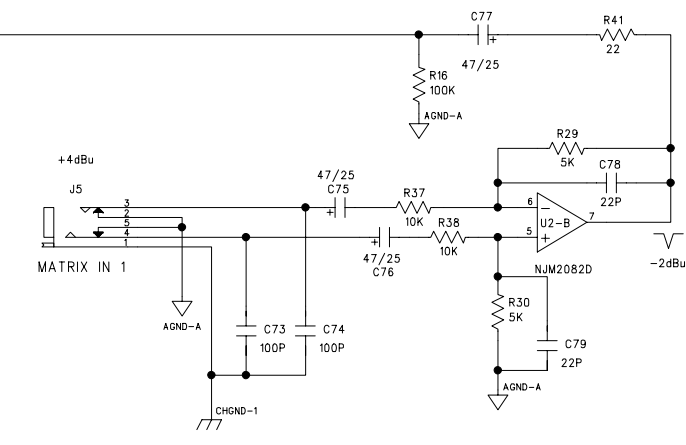 C77
+
47/25
R41
22
R16
100K
AGND-A
R29
5K
C78
22P
+4dBu
J5
47/25
C75
+
R37
10K
3
2
5
4
1
6
−
U2-B
7
5
+
R38
10K
+
47/25
C76
MATRIX IN 1
NJM2082D
-2dBu
AGND-A
C73
100P
C74
100P
R30
5K
C79
22P
AGND-A
CHGND-1